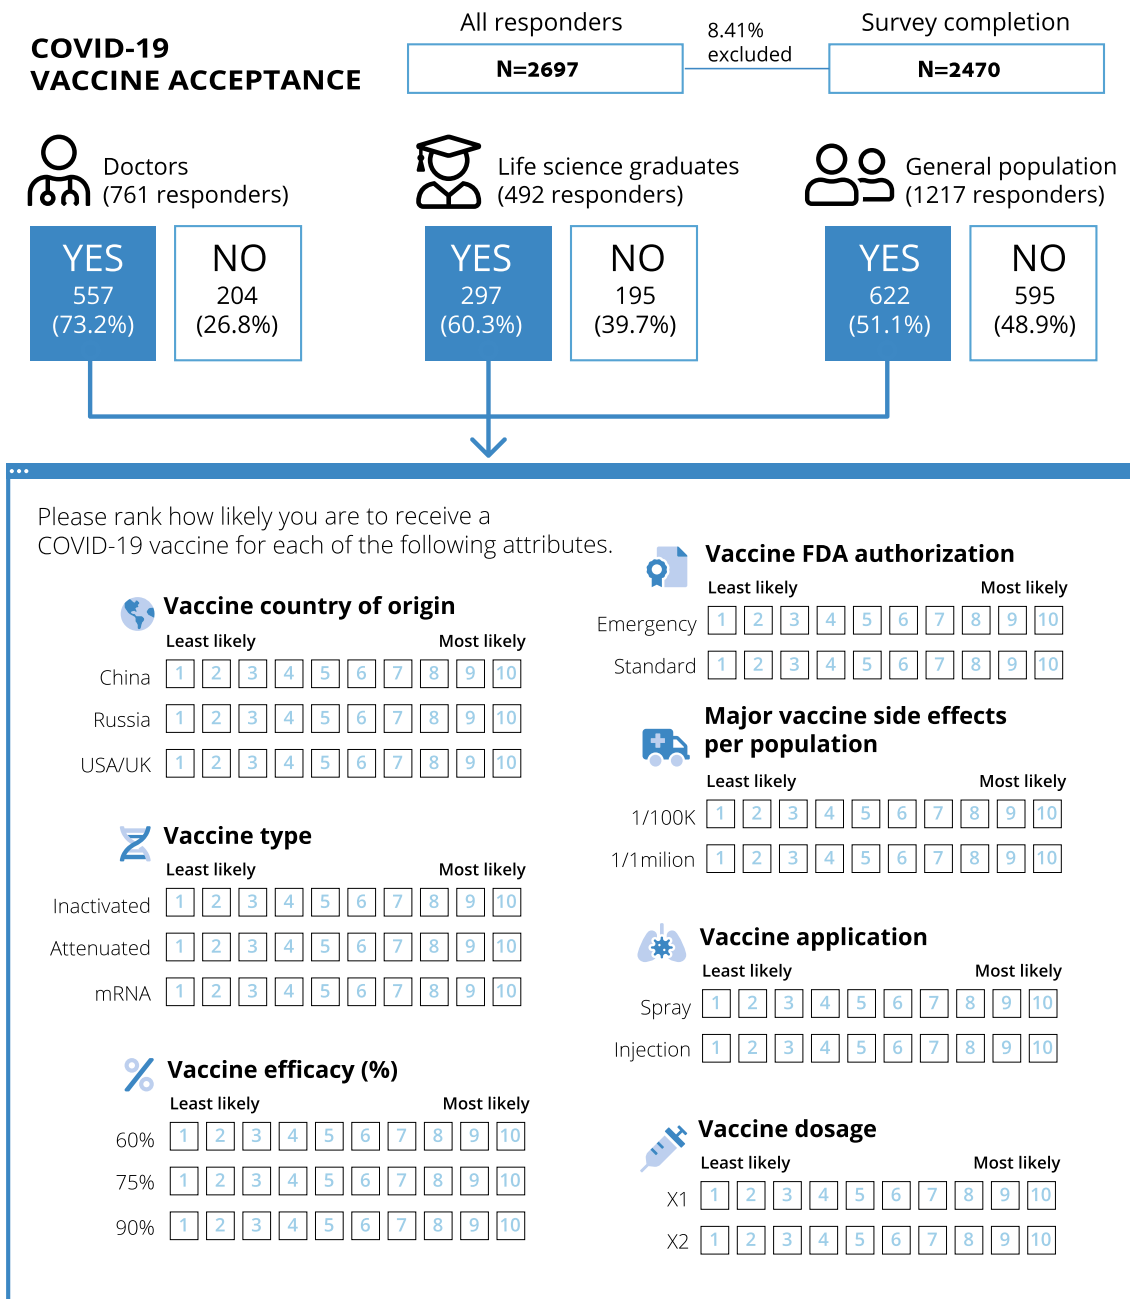 COVID-19
VACCINE ACCEPTANCE
All responders
N=2697
8.41%
excluded
Survey completion
N=2470
Doctors
(761 responders)
YES
557
(73.2%)
NO
204
(26.8%)
Life science graduates
(492 responders)
YES
297
(60.3%)
NO
195
(39.7%)
General population
(1217 responders)
YES
622
(51.1%)
NO
595
(48.9%)
Please rank how likely you are to receive a
COVID-19 vaccine for each of the following attributes.
Vaccine country of origin
Least likely Most likely
China 1 2 3 4 5 6 7 8 9 10
Russia 1 2 3 4 5 6 7 8 9 10
USA/UK 1 2 3 4 5 6 7 8 9 10
Vaccine type
Least likely Most likely
Inactivated 1 2 3 4 5 6 7 8 9 10
Attenuated 1 2 3 4 5 6 7 8 9 10
mRNA 1 2 3 4 5 6 7 8 9 10
Vaccine efficacy (%)
Least likely Most likely
60% 1 2 3 4 5 6 7 8 9 10
75% 1 2 3 4 5 6 7 8 9 10
90% 1 2 3 4 5 6 7 8 9 10
Vaccine FDA authorization
Least likely Most likely
Emergency 1 2 3 4 5 6 7 8 9 10
Standard 1 2 3 4 5 6 7 8 9 10
Major vaccine side effects
per population
Least likely Most likely
1/100K 1 2 3 4 5 6 7 8 9 10
1/1milion 1 2 3 4 5 6 7 8 9 10
Vaccine application
Least likely Most likely
Spray 1 2 3 4 5 6 7 8 9 10
Injection 1 2 3 4 5 6 7 8 9 10
Vaccine dosage
Least likely Most likely
X1 1 2 3 4 5 6 7 8 9 10
X2 1 2 3 4 5 6 7 8 9 10